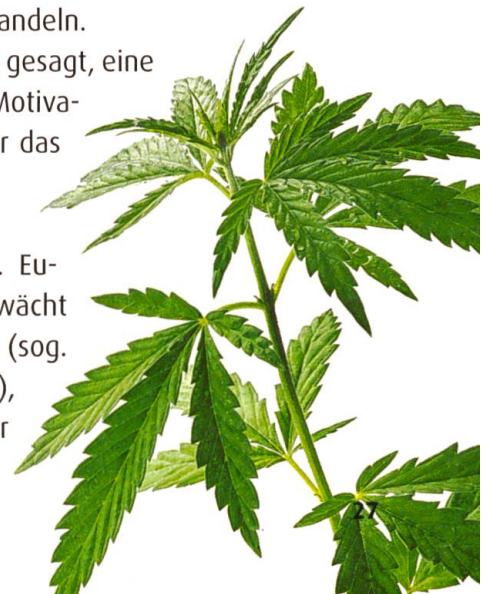 andeln.
gesagt, eine
Motiva-
r das
. Eu-
wächt
(sog.
),
r
27